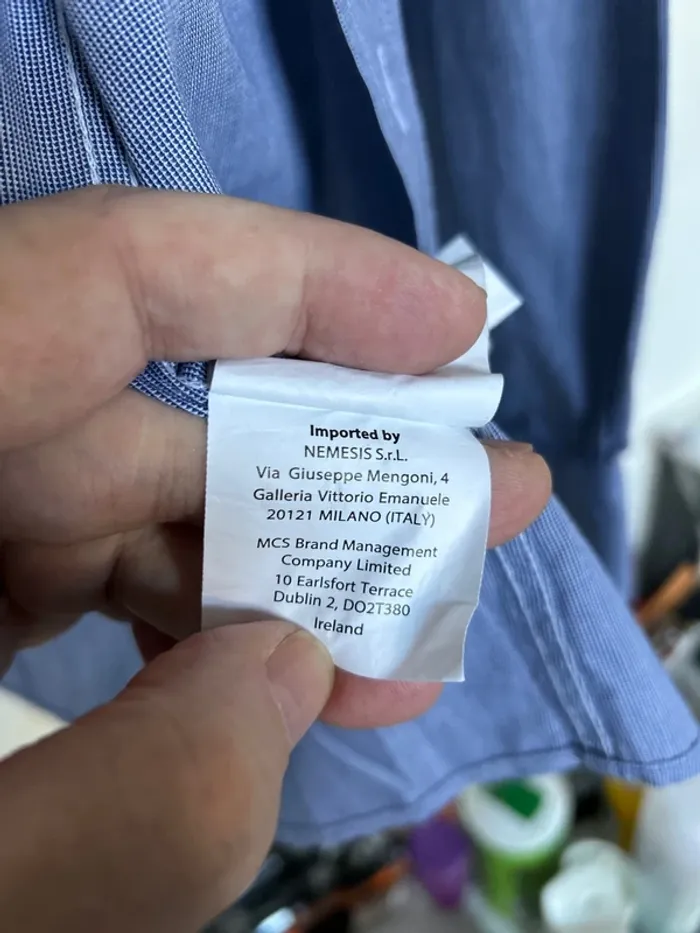 Imported by
NEMESIS S.r.L.
Via Giuseppe Mengoni, 4
Galleria Vittorio Emanuele
20121 MILANO (ITALY)
MCS Brand Management
Company Limited
10 Earlsfort Terrace
Dublin 2, DO2T380
Ireland